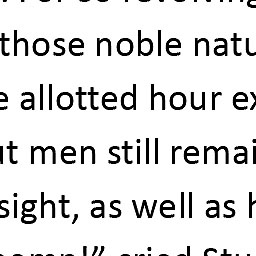 those noble natu
e allotted hour ex
ut men still remai
sight, as well as h